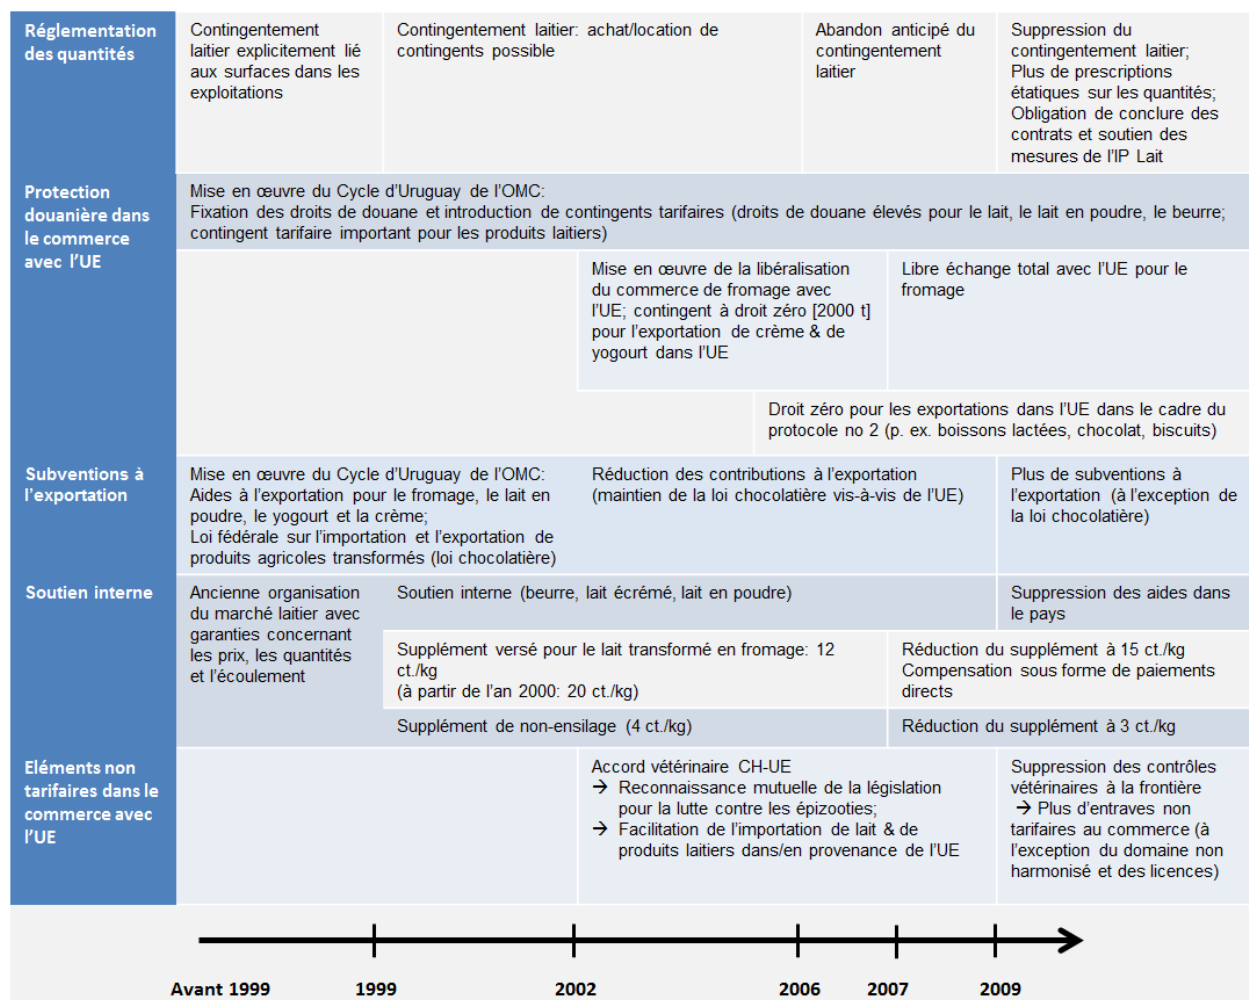 Réglementation
des quantités
Contingentement
laitier explicitement lié
aux surfaces dans les
exploitations
Contingentement laitier: achat/location de
contingents possible
Abandon anticipé du
contingentement
laitier
Suppression du
contingentement laitier;
Plus de prescriptions
étatiques sur les quantités;
Obligation de conclure des
contrats et soutien des
mesures de l'IP Lait
Protection
douanière dans
le commerce
avec l'UE
Mise en œuvre du Cycle d'Uruguay de l'OMC:
Fixation des droits de douane et introduction de contingents tarifaires (droits de douane élevés pour le lait, le lait en poudre, le beurre;
contingent tarifaire important pour les produits laitiers)
Mise en œuvre de la libéralisation
du commerce de fromage avec
l'UE; contingent à droit zéro [2000 t]
pour l'exportation de crème & de
yogourt dans l'UE
Libre échange total avec l'UE pour le
fromage
Droit zéro pour les exportations dans l'UE dans le cadre du
protocole no 2 (p. ex. boissons lactées, chocolat, biscuits)
Subventions à
l'exportation
Mise en œuvre du Cycle d'Uruguay de l'OMC:
Aides à l'exportation pour le fromage, le lait en
poudre, le yogourt et la crème;
Loi fédérale sur l'importation et l'exportation de
produits agricoles transformés (loi chocolatière)
Réduction des contributions à l'exportation
(maintien de la loi chocolatière vis-à-vis de l'UE)
Plus de subventions à
l'exportation (à l'exception de
la loi chocolatière)
Soutien interne
Ancienne organisation
du marché laitier avec
garanties concernant
les prix, les quantités
et l'écoulement
Soutien interne (beurre, lait écrémé, lait en poudre)
Suppression des aides dans
le pays
Supplément versé pour le lait transformé en fromage: 12
ct./kg
(à partir de l'an 2000: 20 ct./kg)
Réduction du supplément à 15 ct./kg
Compensation sous forme de paiements
directs
Supplément de non-ensilage (4 ct./kg)
Réduction du supplément à 3 ct./kg
Eléments non
tarifaires dans le
commerce avec
l'UE
Accord vétérinaire CH-UE
→ Reconnaissance mutuelle de la législation
pour la lutte contre les épizooties;
→ Facilitation de l'importation de lait & de
produits laitiers dans/en provenance de l'UE
Suppression des contrôles
vétérinaires à la frontière
→ Plus d'entraves non
tarifaires au commerce (à
l'exception du domaine non
harmonisé et des licences)
Avant 1999 1999 2002 2006 2007 2009